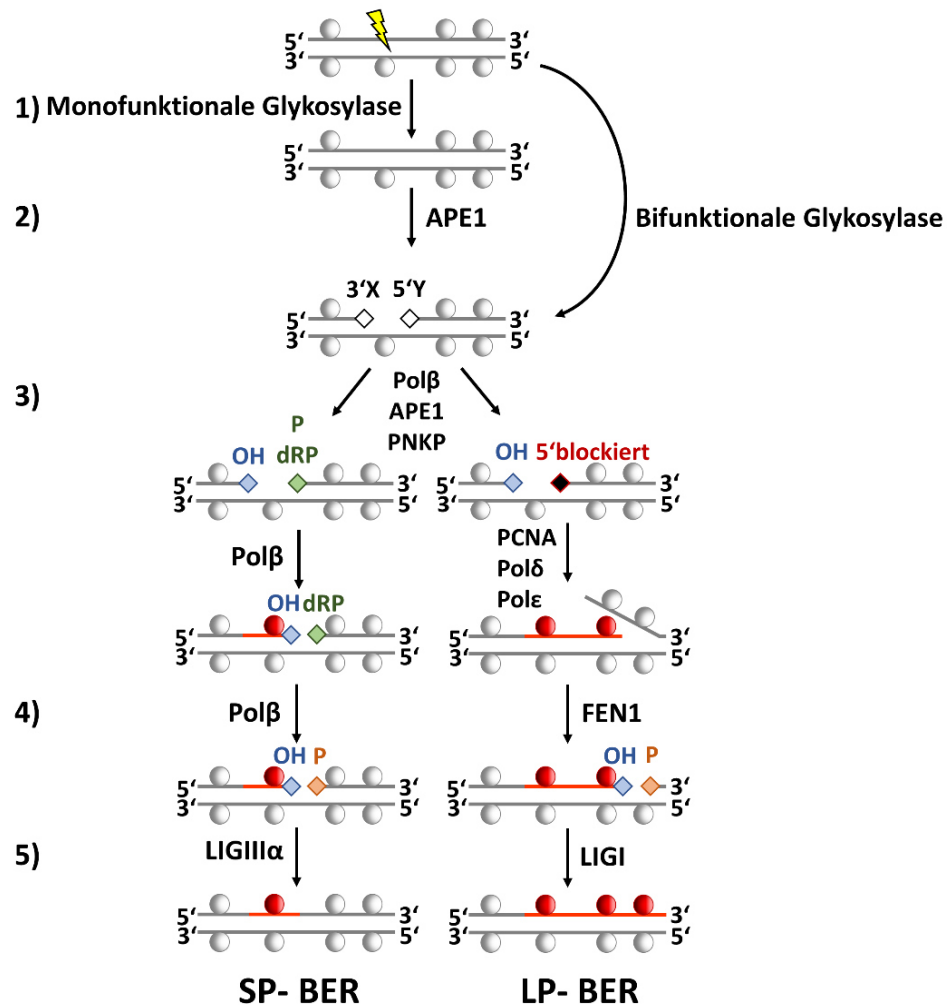 5‘ 3‘
3‘ 5‘
1) Monofunktionale Glykosylase
5‘ 3‘
3‘ 5‘
2) APE1 Bifunktionale Glykosylase
3‘X 5‘Y
5‘ 3‘
3‘ 5‘
3) Polβ
APE1
PNKP
P
OH dRP
5‘ 3‘
3‘ 5‘
OH 5‘blockiert
5‘ 3‘
3‘ 5‘
Polβ
PCNA
Polδ
Polε
OH dRP
5‘ 3‘
3‘ 5‘
5‘ 3‘
3‘ 5‘
4) Polβ FEN1
OH P
5‘ 3‘
3‘ 5‘
OH P
5‘ 3‘
3‘ 5‘
5) LIGIIIα LIGI
5‘ 3‘
3‘ 5‘
5‘ 3‘
3‘ 5‘
SP- BER LP- BER